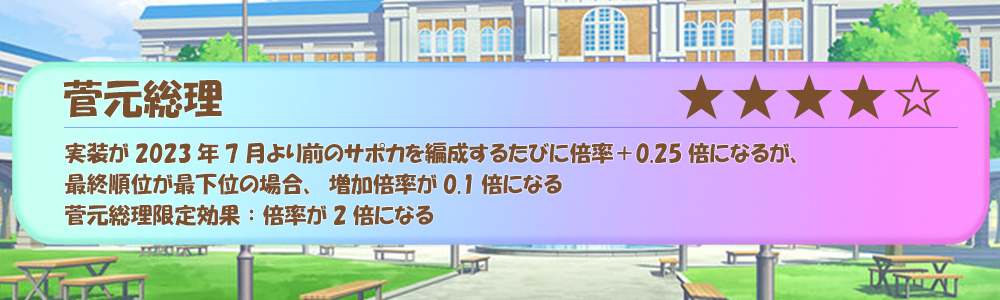 菅元総理 ★★★★☆
実装が 2023 年 7 月より前のサポカを編成するたびに倍率＋0.25 倍になるが、
最終順位が最下位の場合、 増加倍率が 0.1 倍になる
菅元総理限定効果：倍率が 2 倍になる